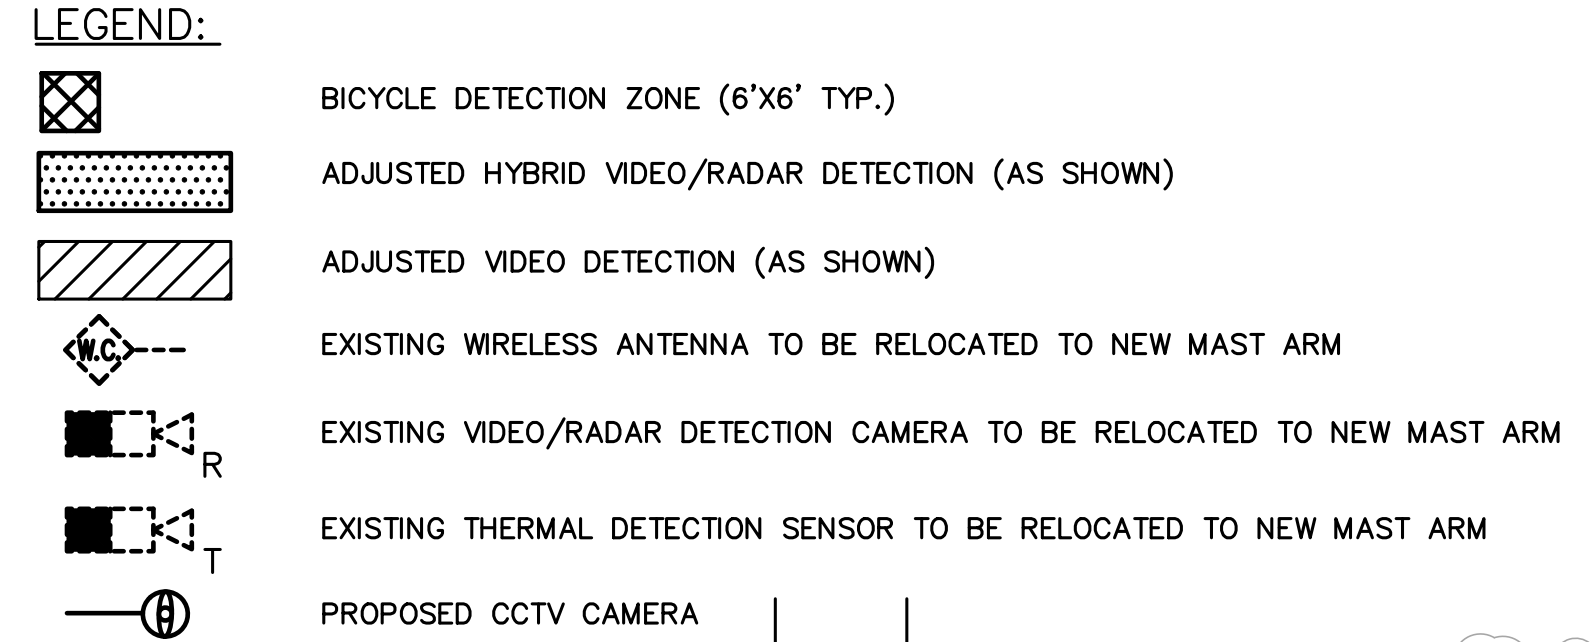 LEGEND:
BICYCLE DETECTION ZONE (6'X6' TYP.)
ADJUSTED HYBRID VIDEO/RADAR DETECTION (AS SHOWN)
ADJUSTED VIDEO DETECTION (AS SHOWN)
W.C. EXISTING WIRELESS ANTENNA TO BE RELOCATED TO NEW MAST ARM
R EXISTING VIDEO/RADAR DETECTION CAMERA TO BE RELOCATED TO NEW MAST ARM
T EXISTING THERMAL DETECTION SENSOR TO BE RELOCATED TO NEW MAST ARM
PROPOSED CCTV CAMERA